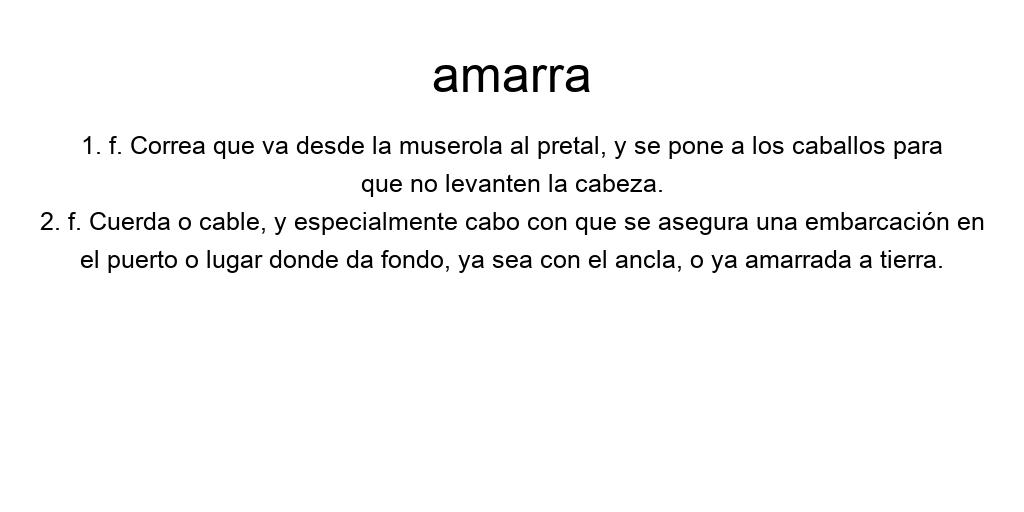 amarra
1. f. Correa que va desde la muserola al pretal, y se pone a los caballos para
que no levanten la cabeza.
2. f. Cuerda o cable, y especialmente cabo con que se asegura una embarcación en
el puerto o lugar donde da fondo, ya sea con el ancla, o ya amarrada a tierra.